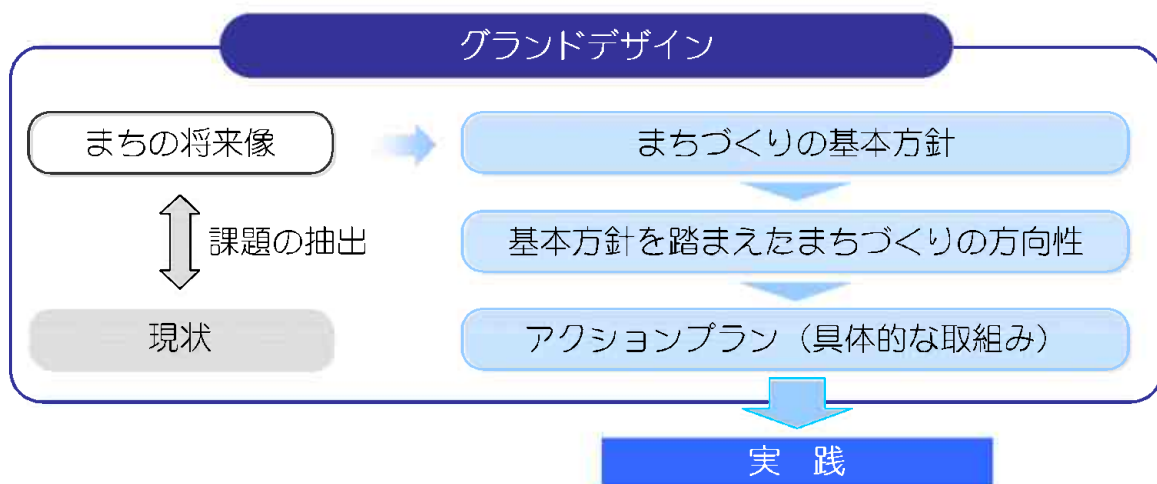 グランドデザイン
まちの将来像
まちづくりの基本方針
課題の抽出
基本方針を踏まえたまちづくりの方向性
現状
アクションプラン（具体的な取組み）
実　践